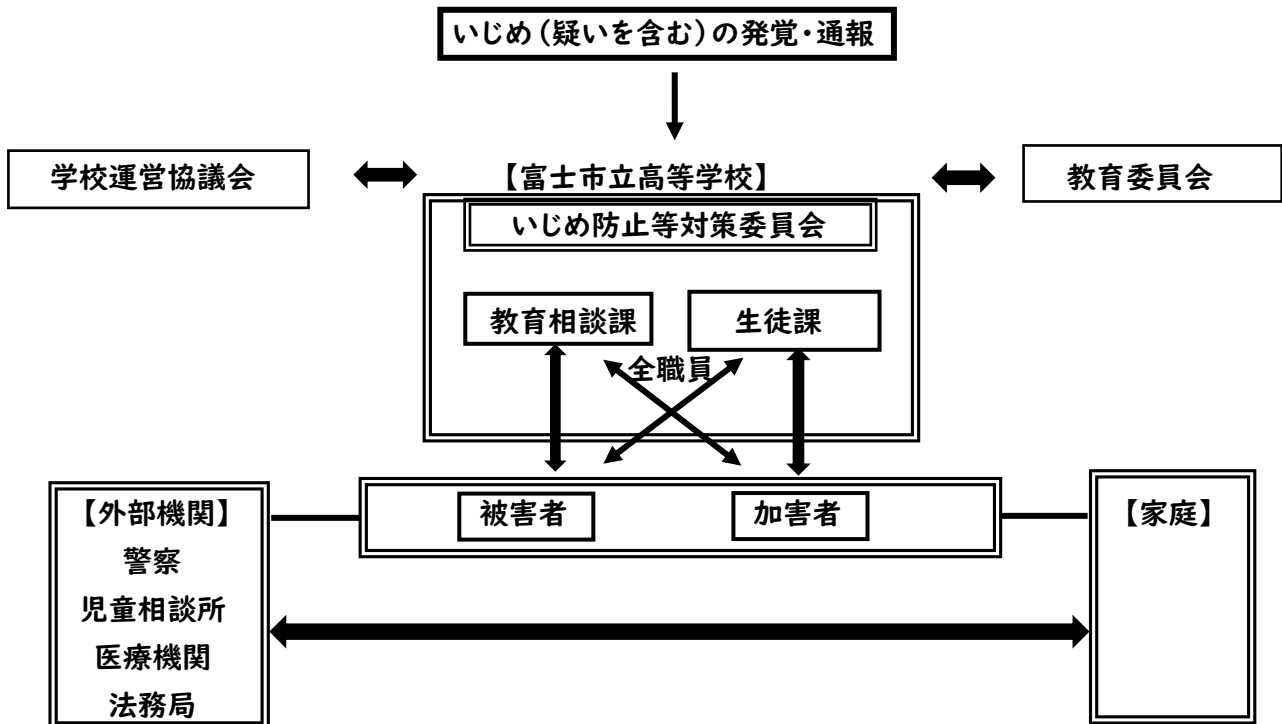 いじめ（疑いを含む）の発覚・通報
学校運営協議会
【富士市立高等学校】
教育委員会
いじめ防止等対策委員会
教育相談課
生徒課
全職員
【外部機関】
被害者
加害者
【家庭】
警察
児童相談所
医療機関
法務局